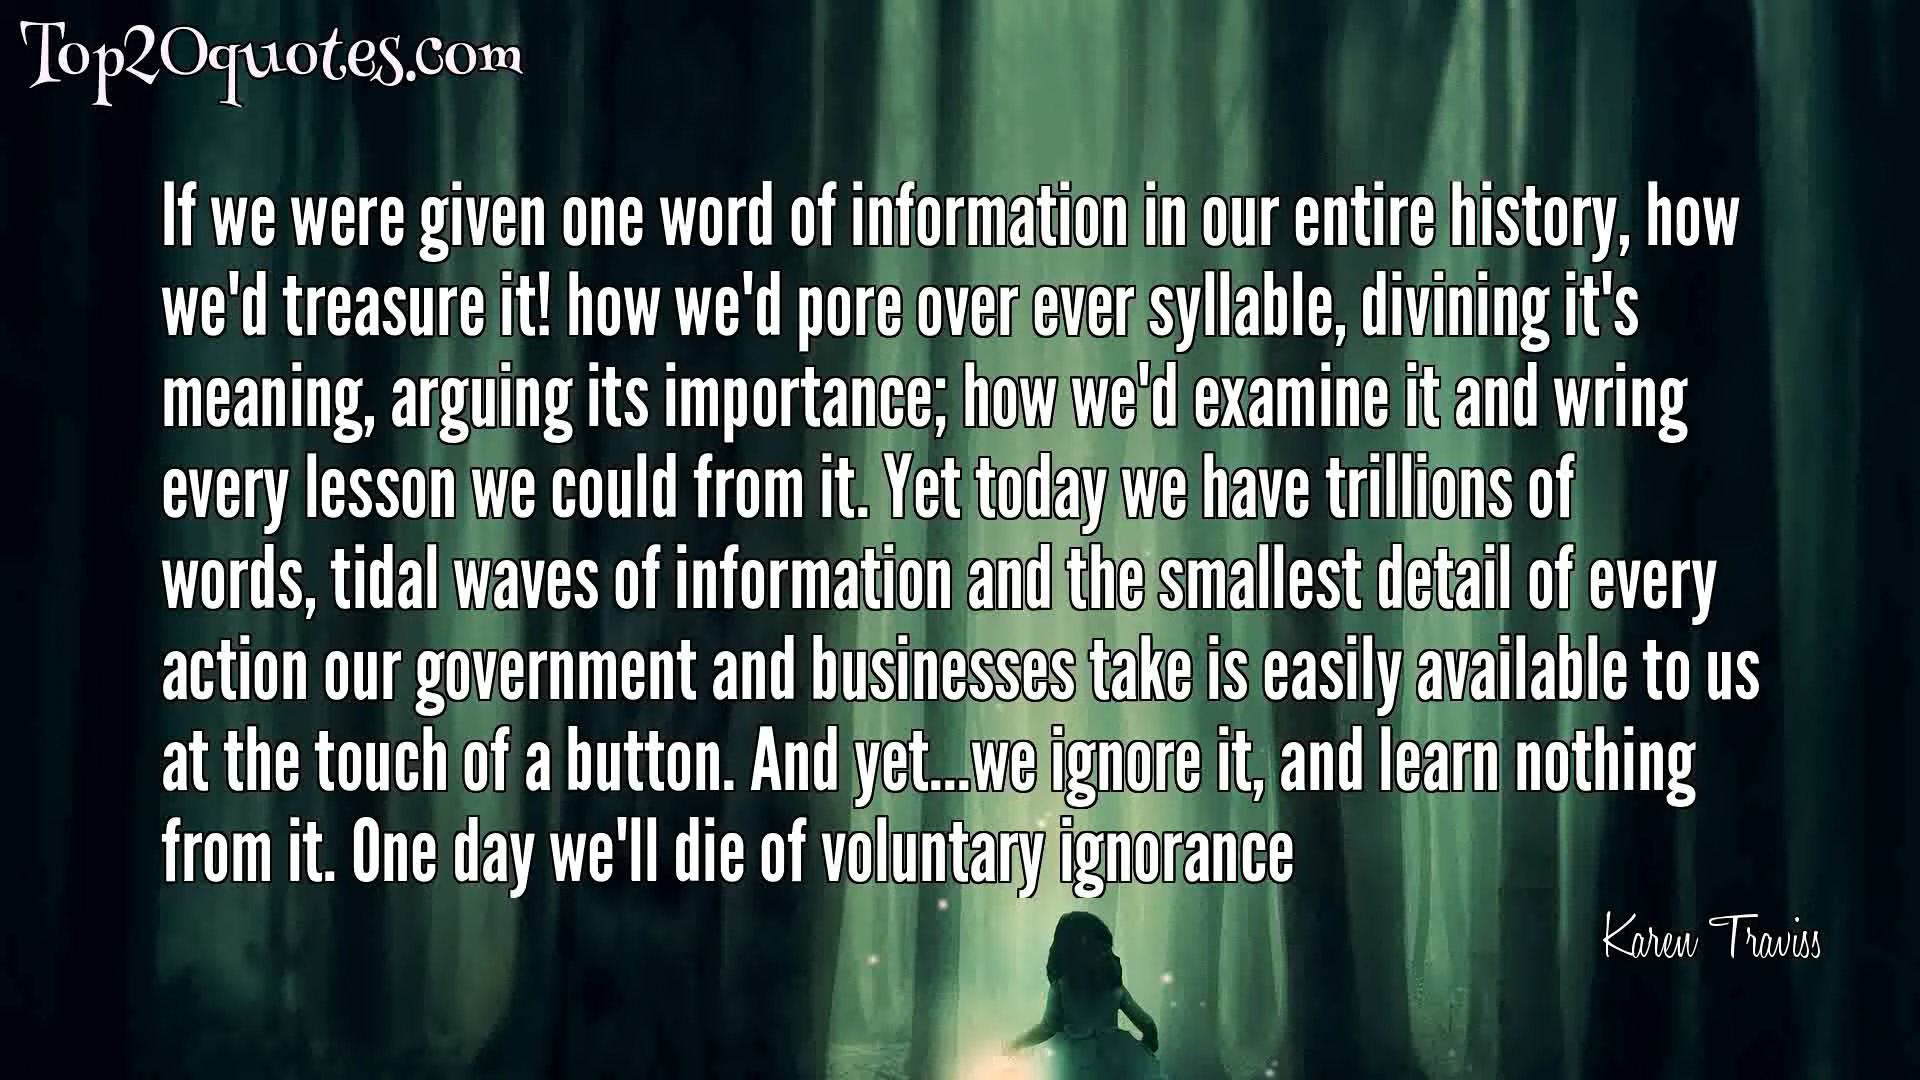 Top20quotes.com
If we were given one word of information in our entire history, how
we'd treasure it! how we'd pore over ever syllable, divining it's
meaning, arguing its importance; how we'd examine it and wring
every lesson we could from it. Yet today we have trillions of
words, tidal waves of information and the smallest detail of every
action our government and businesses take is easily available to us
at the touch of a button. And yet...we ignore it, and learn nothing
from it. One day we'll die of voluntary ignorance
Karen Traviss